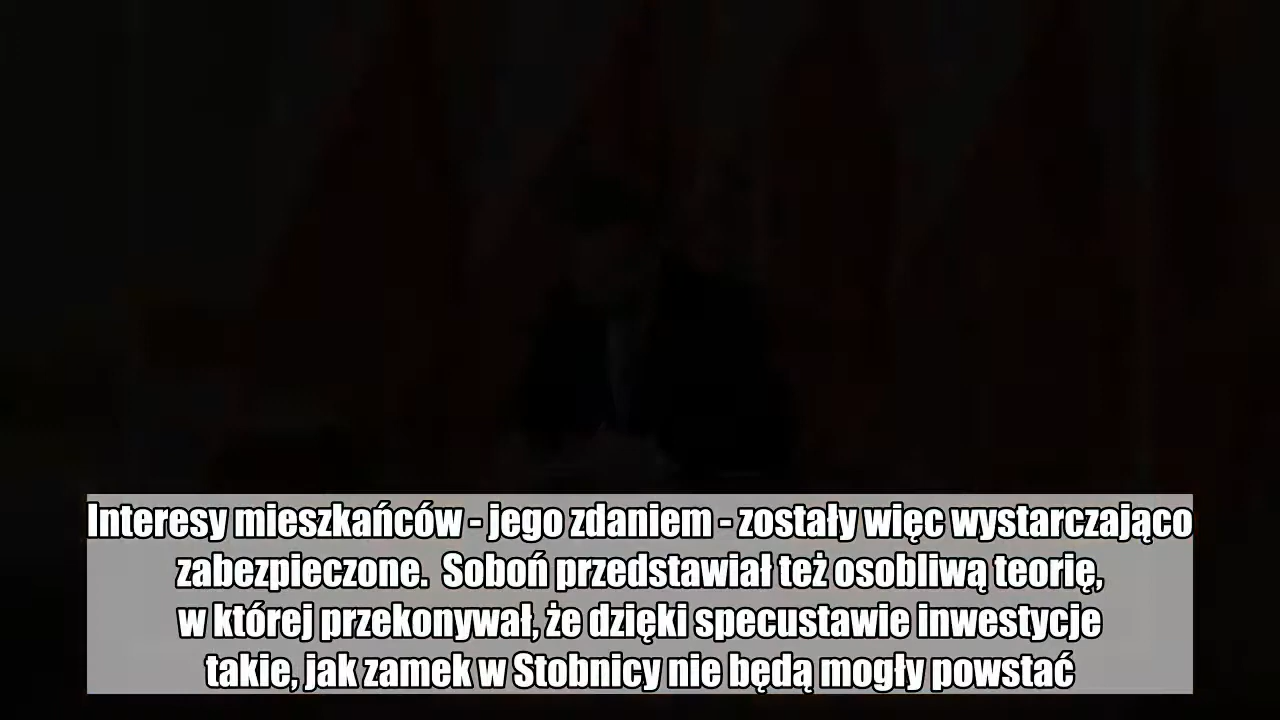 Interesy mieszkańców - jego zdaniem - zostały więc wystarczająco
zabezpieczone.  Soboń przedstawiał też osobliwą teorię,
w której przekonywał, że dzięki specustawie inwestycje
takie, jak zamek w Stobnicy nie będą mogły powstać